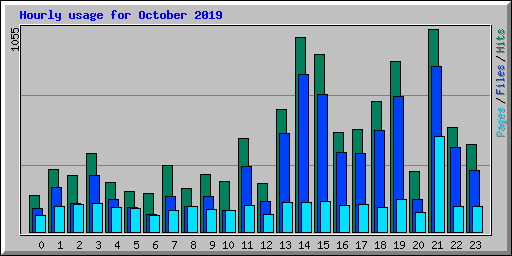 Hourly usage for October 2019
1055
Pages/Files/Hits
0 1 2 3 4 5 6 7 8 9 10 11 12 13 14 15 16 17 18 19 20 21 22 23